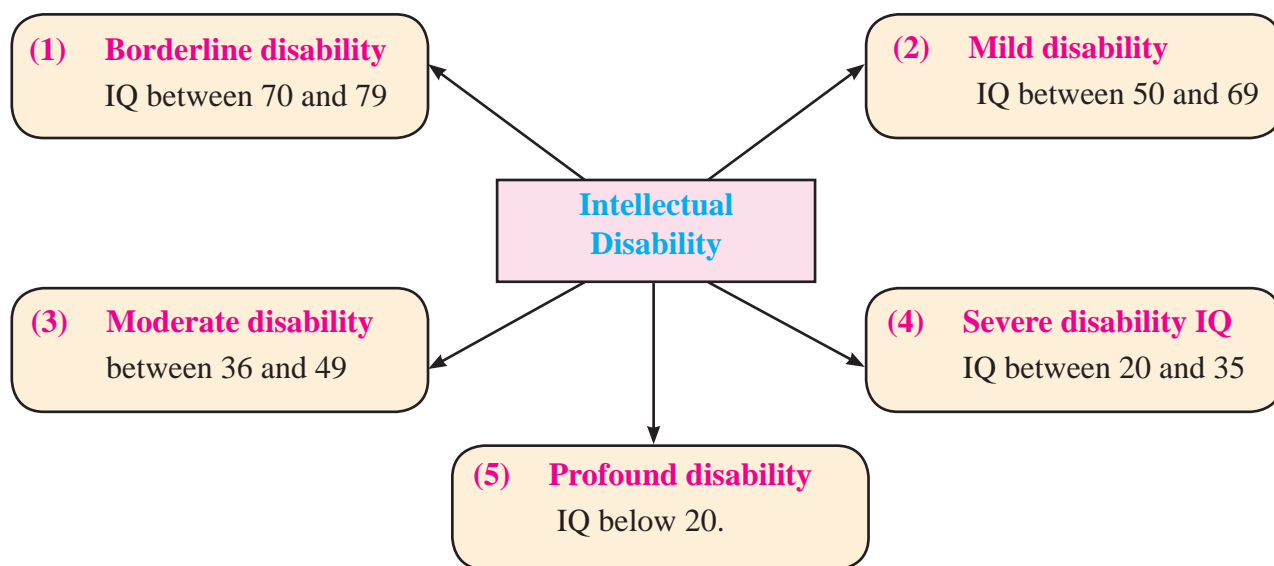 (1) Borderline disability
IQ between 70 and 79
(2) Mild disability
IQ between 50 and 69
Intellectual
Disability
(3) Moderate disability
between 36 and 49
(4) Severe disability IQ
IQ between 20 and 35
(5) Profound disability
IQ below 20.